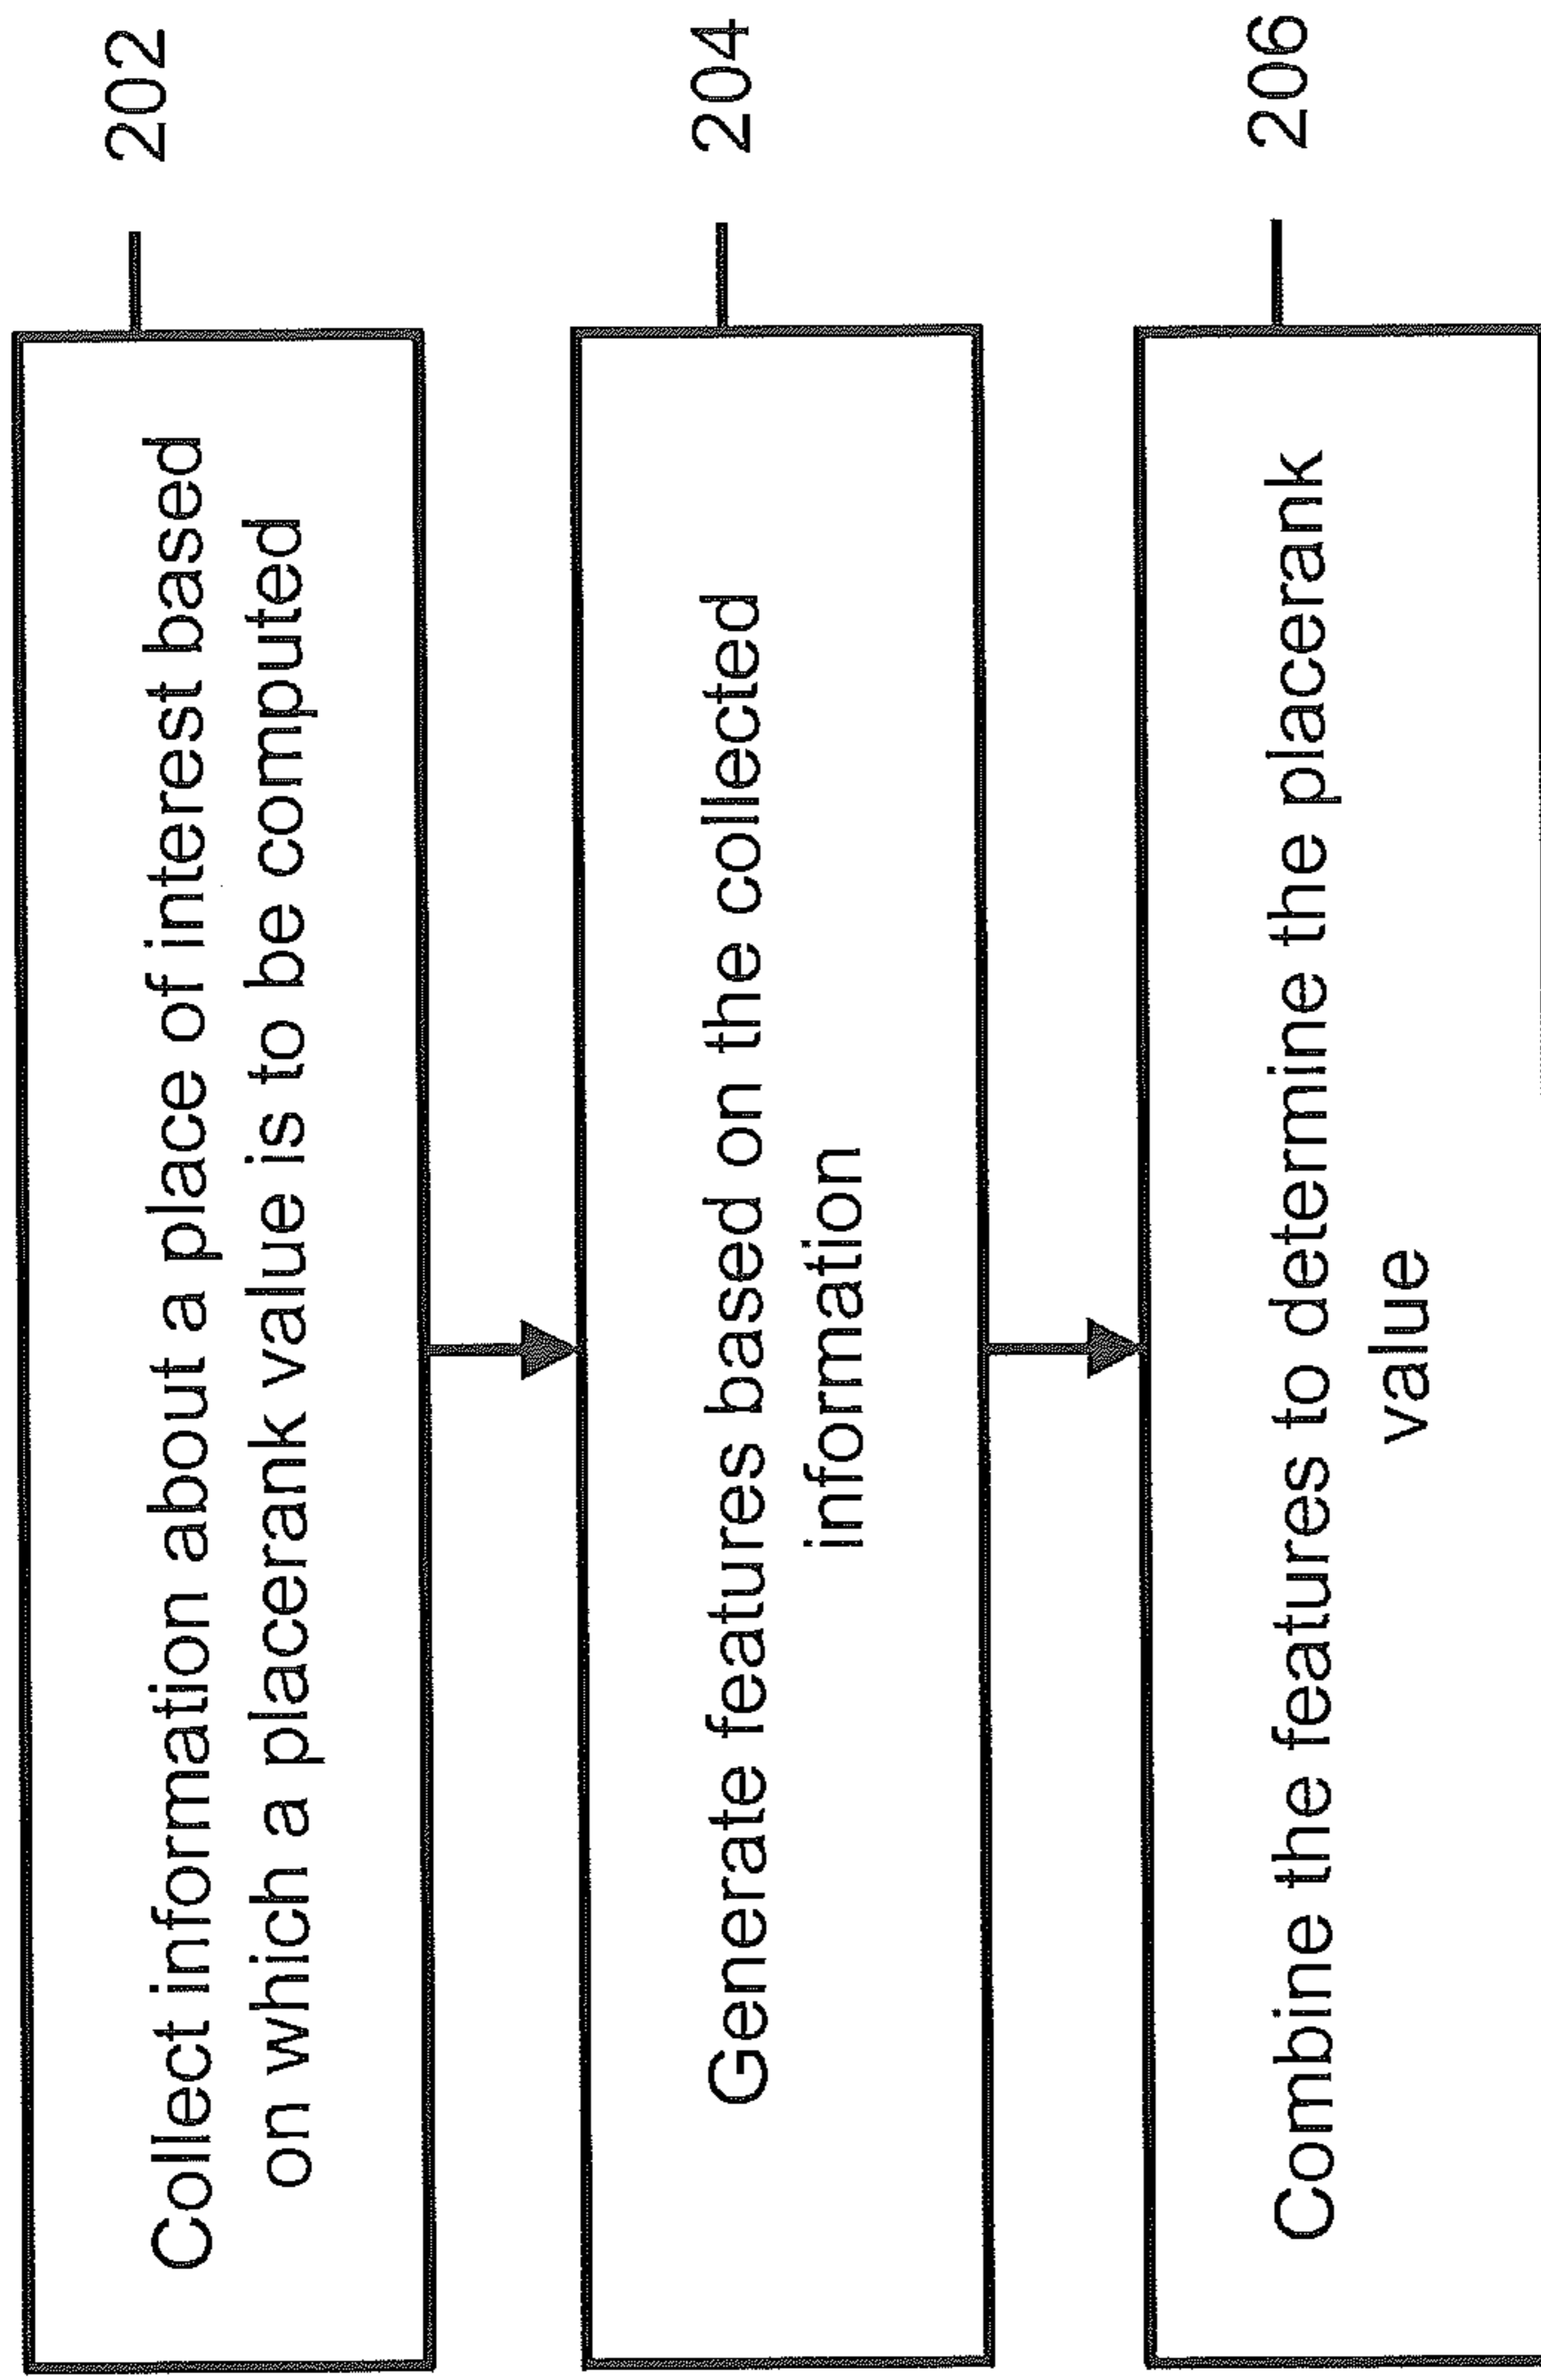 Collect information about a place of interest based
on which a placerank value is to be computed
202
Generate features based on the collected
information
204
Combine the features to determine the placerank
value
206